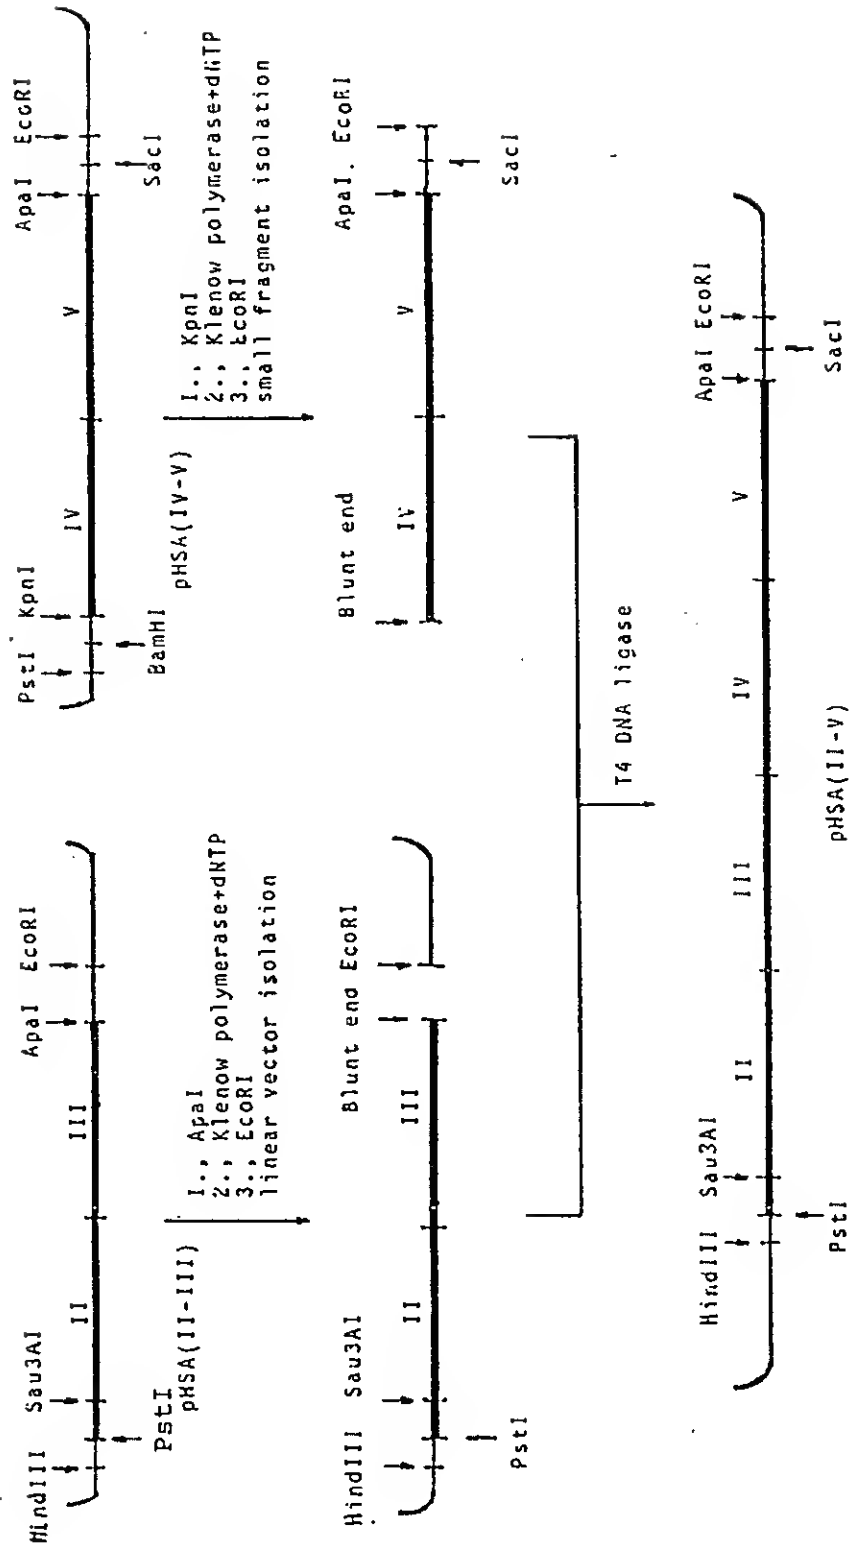 HindIII Sau3AI ApaI EcoRI
II III
PstI
pHSA(II-III)
1., ApaI
2., Klenow polymerase+dNTP
3., EcoRI
linear vector isolation
HindIII Sau3AI Blunt end EcoRI
II III
PstI
PstI KpnI ApaI EcoRI
IV V
BamHI SacI
pHSA(IV-V)
1., KpnI
2., Klenow polymerase+dNTP
3., EcoRI
small fragment isolation
Blunt end ApaI. EcoRI
IV V
SacI
T4 DNA ligase
HindIII Sau3AI ApaI EcoRI
II III IV V
PstI SacI
pHSA(II-V)